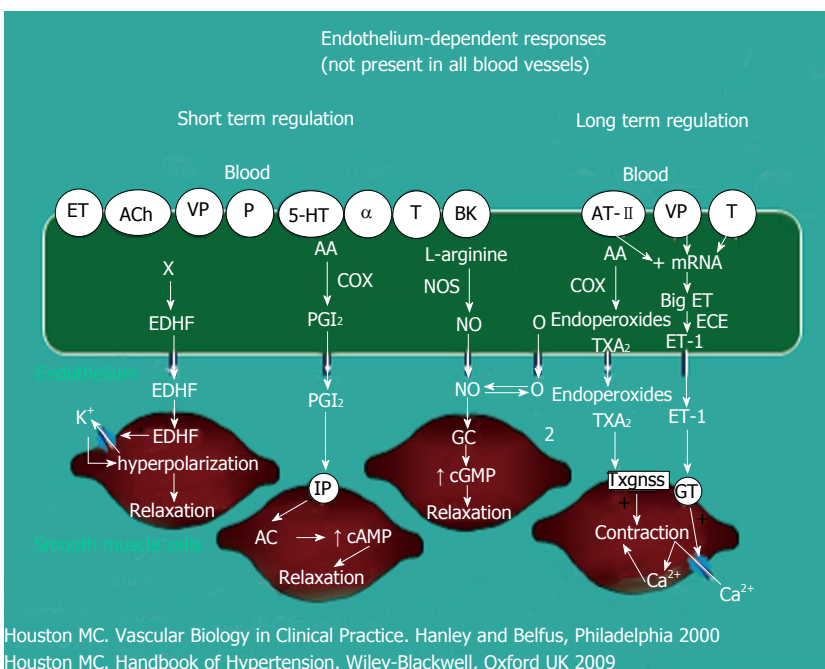 Endothelium-dependent responses
(not present in all blood vessels)
Short term regulation
Long term regulation
Blood
Blood
ET ACh VP P 5-HT α T BK
AT-II VP T
X
EDHF
EDHF
EDHF
K⁺
hyperpolarization
Relaxation
AA
COX
PGI₂
PGI₂
IP
AC
↑ cAMP
Relaxation
L-arginine
NOS
NO
NO
GC
↑ cGMP
Relaxation
O
O
2
AA
COX
Endoperoxides
TXA₂
Endoperoxides
TXA₂
Txgnss
+
+ mRNA
Big ET
ECE
ET-1
ET-1
GT
+
Contraction
Ca²⁺
Ca²⁺
Endothelium
Smooth muscic cells
Houston MC. Vascular Biology in Clinical Practice. Hanley and Belfus, Philadelphia 2000
Houston MC. Handbook of Hypertension. Wiley-Blackwell, Oxford UK 2009